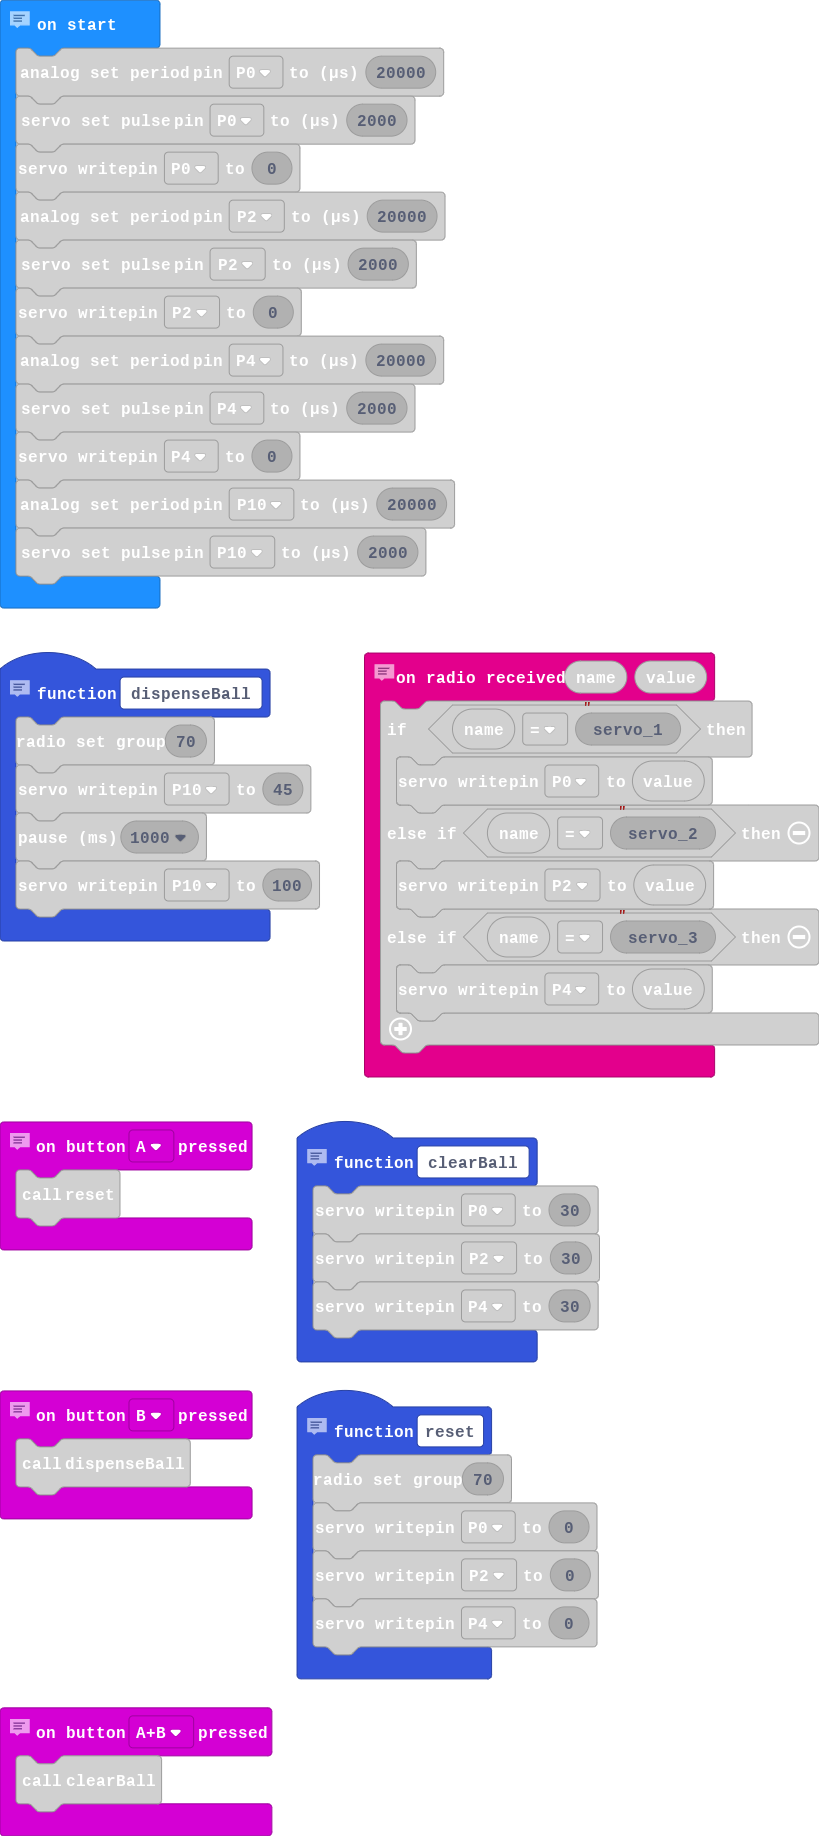 on start
analog set period pin P0 to (µs) 20000
servo set pulse pin P0 to (µs) 2000
servo write pin P0 to 0
analog set period pin P2 to (µs) 20000
servo set pulse pin P2 to (µs) 2000
servo write pin P2 to 0
analog set period pin P4 to (µs) 20000
servo set pulse pin P4 to (µs) 2000
servo write pin P4 to 0
analog set period pin P10 to (µs) 20000
servo set pulse pin P10 to (µs) 2000
function dispenseBall
radio set group 70
servo write pin P10 to 45
pause (ms) 1000
servo write pin P10 to 100
on radio received name value
if name = " servo_1 then
servo write pin P0 to value
else if name = " servo_2 then
servo write pin P2 to value
else if name = " servo_3 then
servo write pin P4 to value
on button A pressed
call reset
function clearBall
servo write pin P0 to 30
servo write pin P2 to 30
servo write pin P4 to 30
on button B pressed
call dispenseBall
function reset
radio set group 70
servo write pin P0 to 0
servo write pin P2 to 0
servo write pin P4 to 0
on button A+B pressed
call clearBall